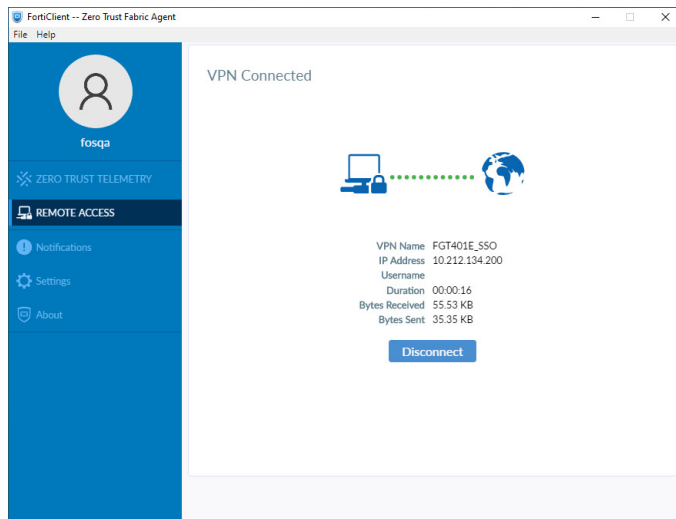 FortiClient -- Zero Trust Fabric Agent
File Help
fosqa
ZERO TRUST TELEMETRY
REMOTE ACCESS
Notifications
Settings
About
VPN Connected
VPN Name FGT401E_SSO
IP Address 10.212.134.200
Username
Duration 00:00:16
Bytes Received 55.53 KB
Bytes Sent 35.35 KB
Disconnect